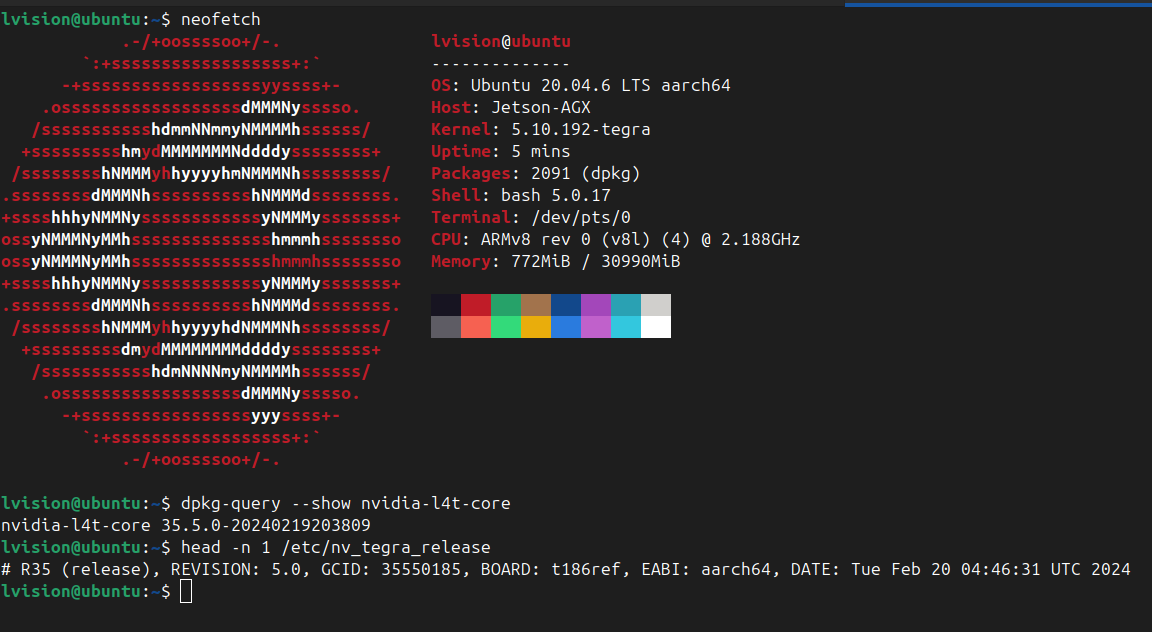 lvision@ubuntu:~$ neofetch
.-/+oossssoo+/-. lvision@ubuntu
`:+ssssssssssssssssss+:` --------------
-+ssssssssssssssssssyyssss+- OS: Ubuntu 20.04.6 LTS aarch64
.ossssssssssssssssssdMMMNysssso. Host: Jetson-AGX
/ssssssssssshdmmNNmmyNMMMMhssssss/ Kernel: 5.10.192-tegra
+ssssssssshmydMMMMMMMNddddyssssssss+ Uptime: 5 mins
/sssssssshNMMMyhhyyyyhmNMMMNhssssssss/ Packages: 2091 (dpkg)
.ssssssssdMMMNhsssssssssshNMMMdssssssss. Shell: bash 5.0.17
+sssshhhyNMMNyssssssssssssyNMMMysssssss+ Terminal: /dev/pts/0
ossyNMMMNyMMhsssssssssssssshmmmhssssssso CPU: ARMv8 rev 0 (v8l) (4) @ 2.188GHz
ossyNMMMNyMMhsssssssssssssshmmmhssssssso Memory: 772MiB / 30990MiB
+sssshhhyNMMNyssssssssssssyNMMMysssssss+
.ssssssssdMMMNhsssssssssshNMMMdssssssss.
/sssssssshNMMMyhhyyyyhdNMMMNhssssssss/
+sssssssssdmydMMMMMMMMddddyssssssss+
/ssssssssssshdmNNNNmyNMMMMhssssss/
.ossssssssssssssssssdMMMNysssso.
-+sssssssssssssssssyyyssss+-
`:+ssssssssssssssssss+:`
.-/+oossssoo+/-.
lvision@ubuntu:~$ dpkg-query --show nvidia-l4t-core
nvidia-l4t-core 35.5.0-20240219203809
lvision@ubuntu:~$ head -n 1 /etc/nv_tegra_release
# R35 (release), REVISION: 5.0, GCID: 35550185, BOARD: t186ref, EABI: aarch64, DATE: Tue Feb 20 04:46:31 UTC 2024
lvision@ubuntu:~$